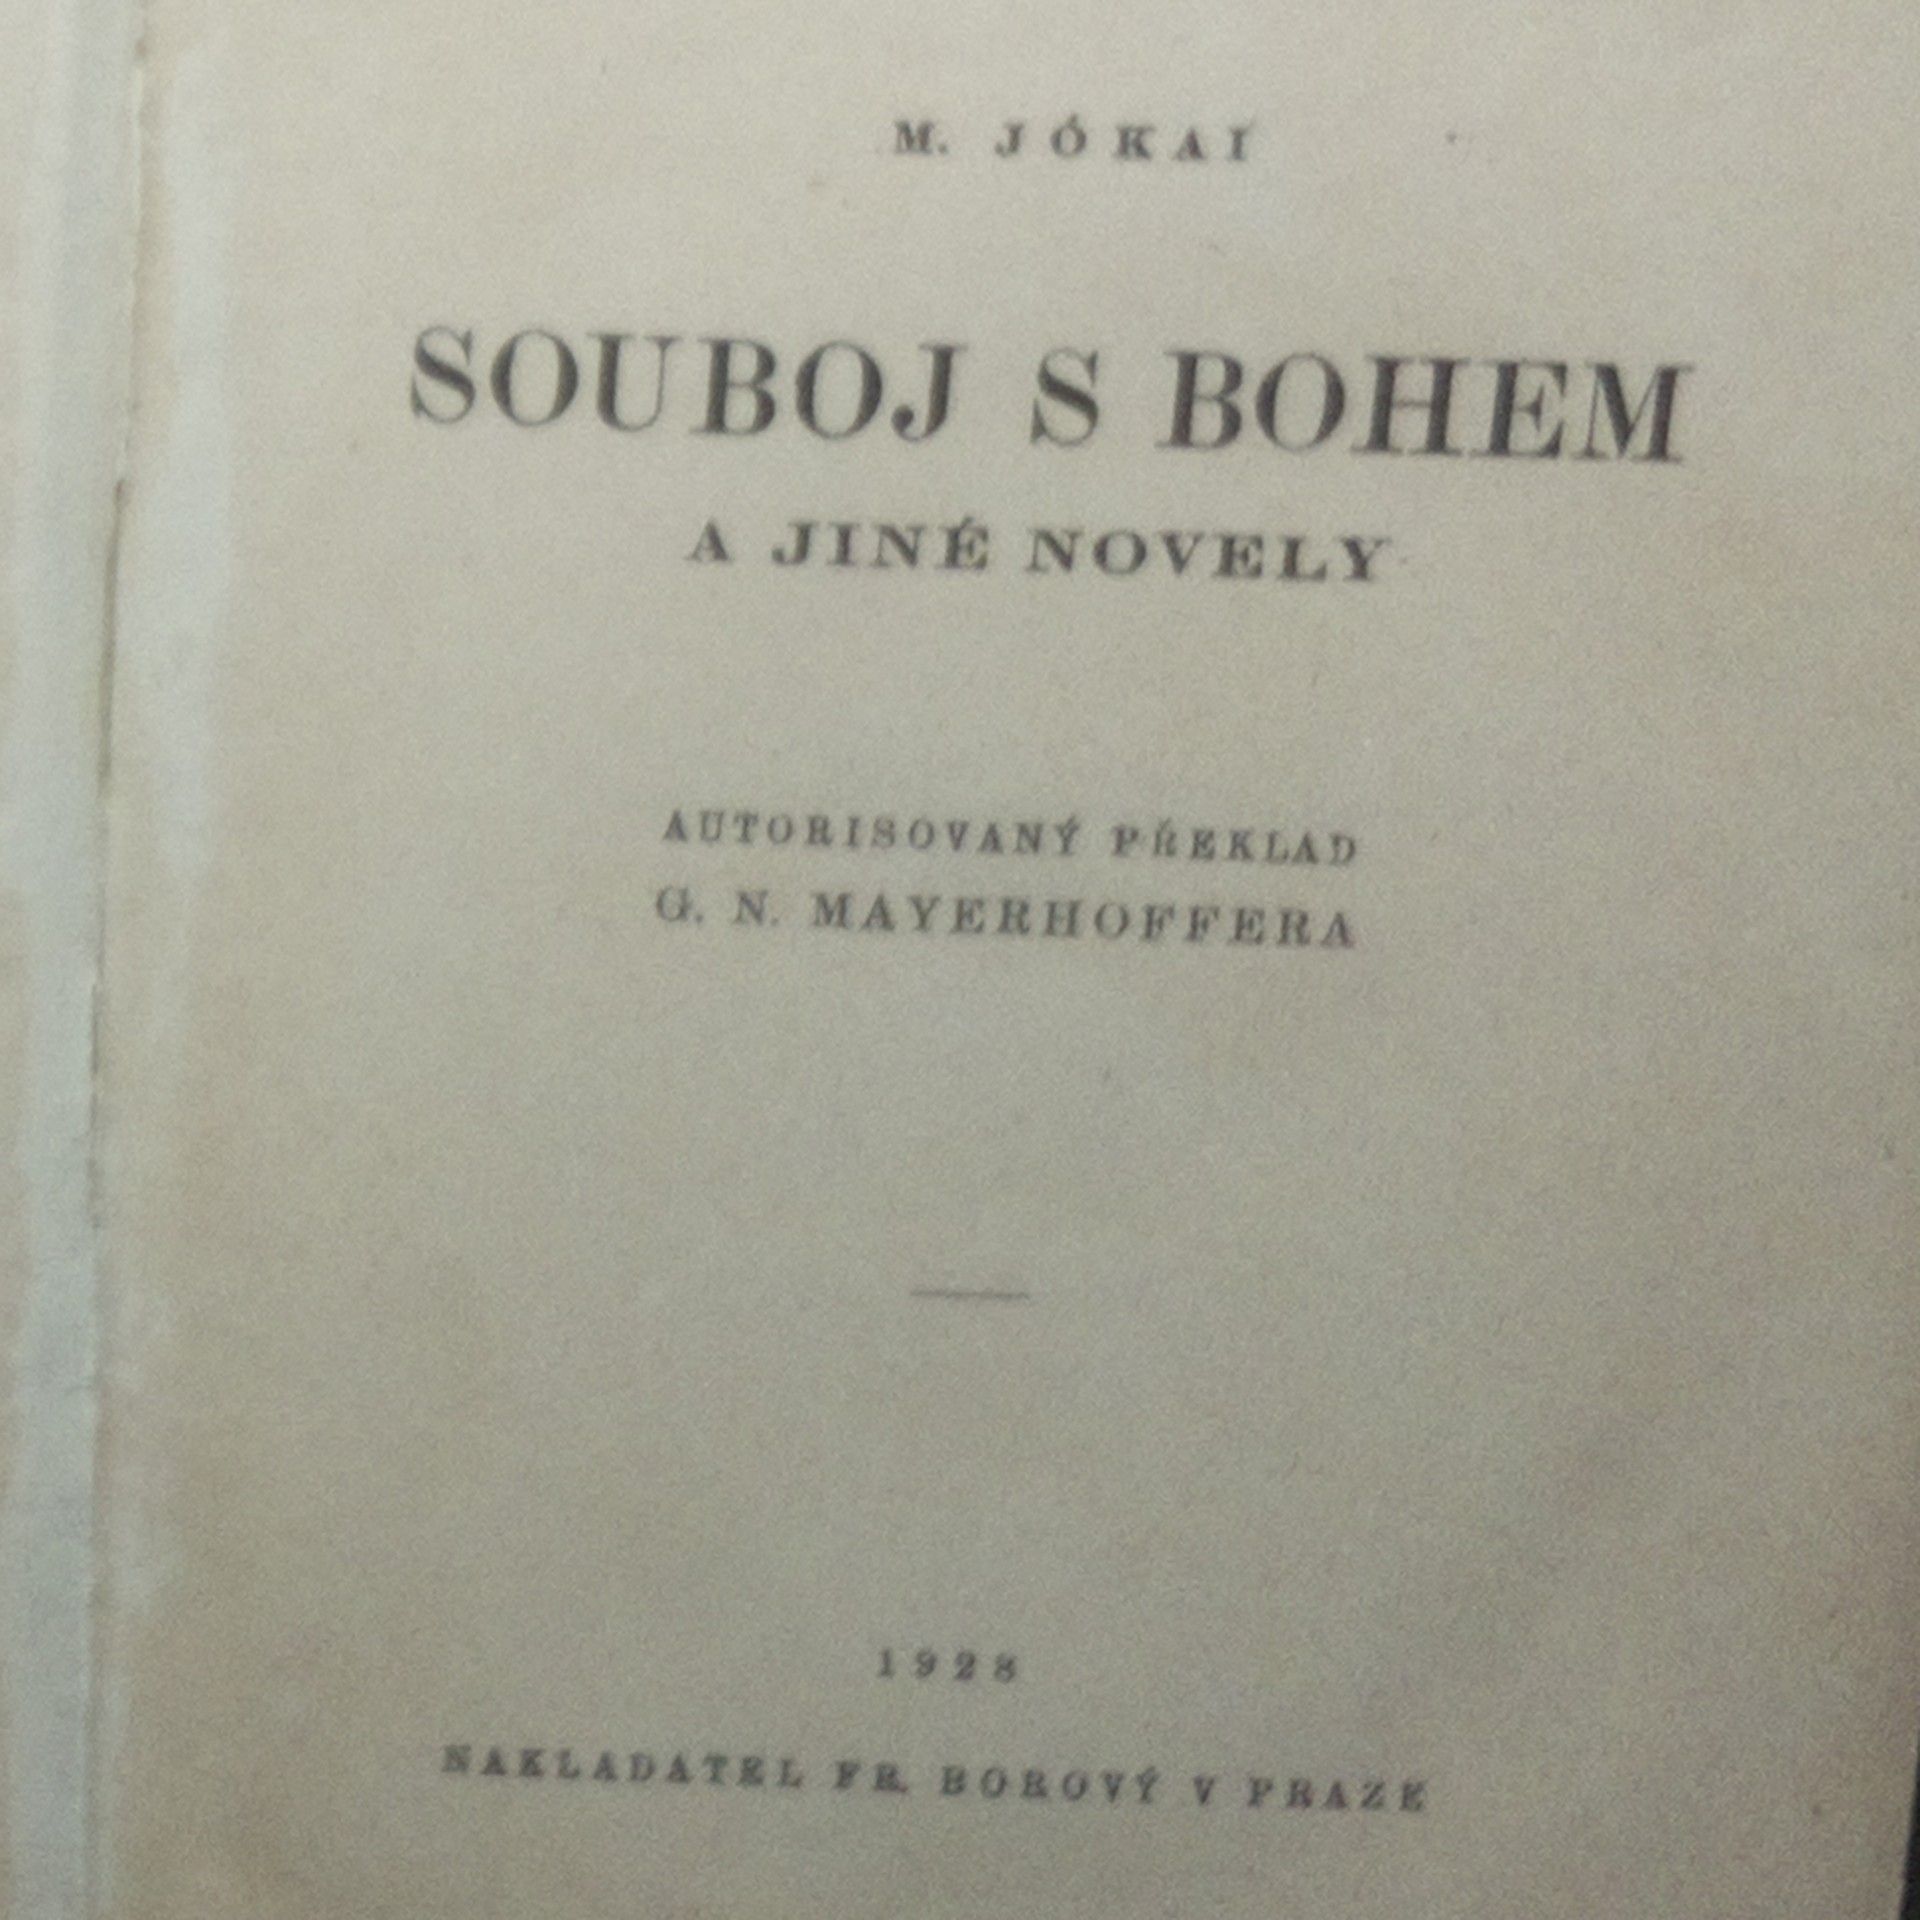 M. JÓKAI
SOUBOJ S BOHEM
A JINÉ NOVELY
AUTORISOVANÝ PŘEKLAD
G. N. MAYERHOFFERA
1928
NAKLADATEL FR. BOROVÝ V PRAZE